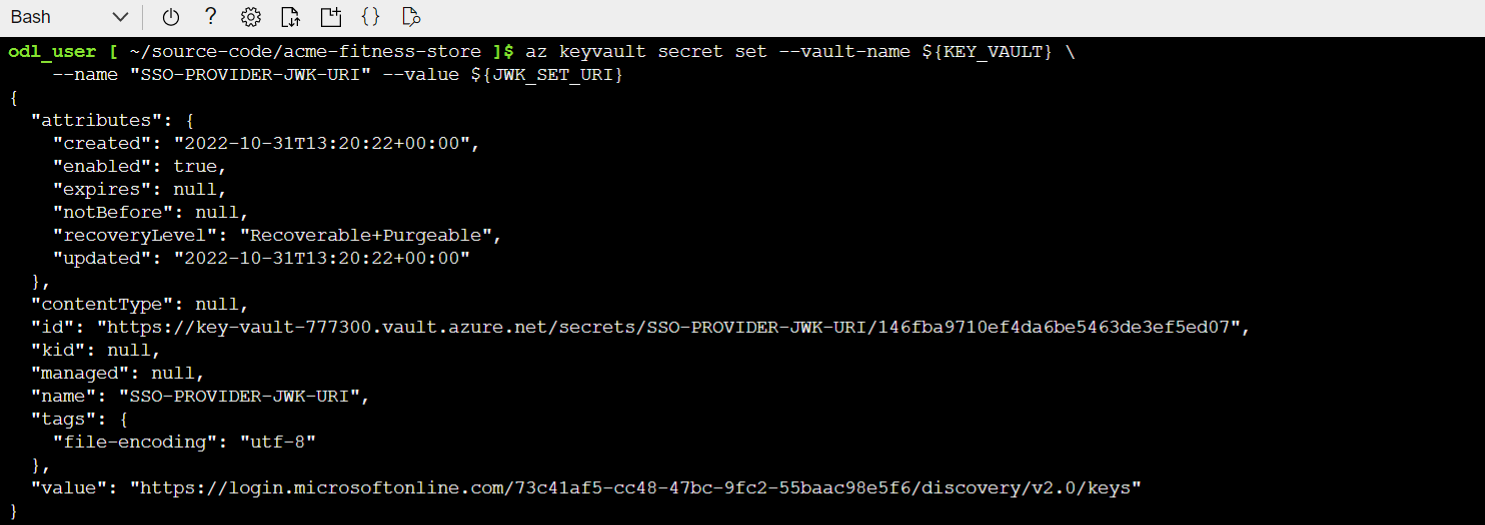 Bash
odl_user [ ~/source-code/acme-fitness-store ]$ az keyvault secret set --vault-name ${KEY_VAULT} \
    --name "SSO-PROVIDER-JWK-URI" --value ${JWK_SET_URI}
{
  "attributes": {
    "created": "2022-10-31T13:20:22+00:00",
    "enabled": true,
    "expires": null,
    "notBefore": null,
    "recoveryLevel": "Recoverable+Purgeable",
    "updated": "2022-10-31T13:20:22+00:00"
  },
  "contentType": null,
  "id": "https://key-vault-777300.vault.azure.net/secrets/SSO-PROVIDER-JWK-URI/146fba9710ef4da6be5463de3ef5ed07",
  "kid": null,
  "managed": null,
  "name": "SSO-PROVIDER-JWK-URI",
  "tags": {
    "file-encoding": "utf-8"
  },
  "value": "https://login.microsoftonline.com/73c41af5-cc48-47bc-9fc2-55baac98e5f6/discovery/v2.0/keys"
}